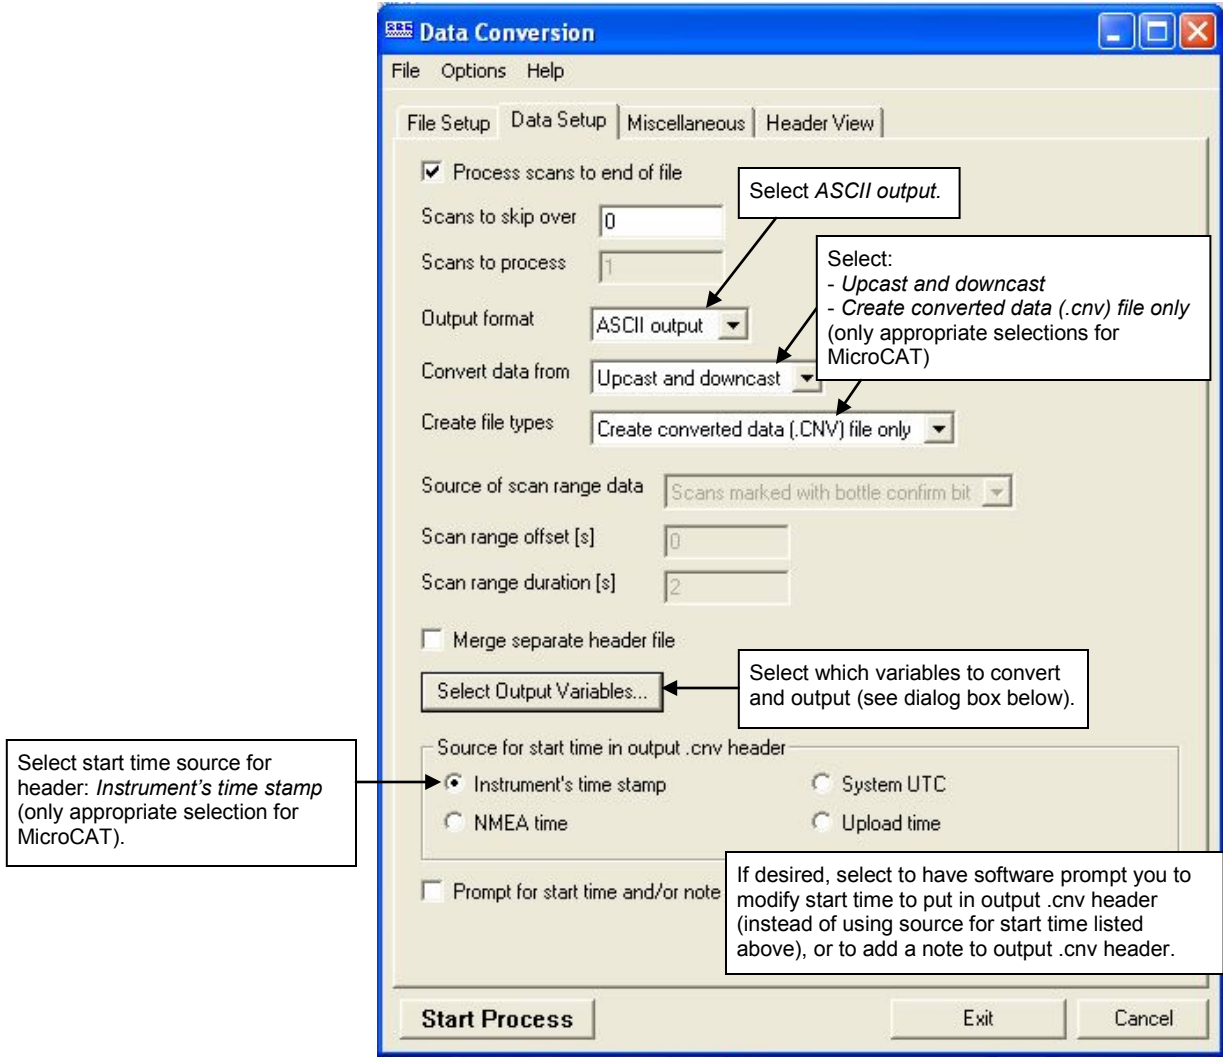 Data Conversion
File Options Help
File Setup Data Setup Miscellaneous Header View
Process scans to end of file
Select ASCII output.
Scans to skip over 0
Scans to process 1
Select:
- Upcast and downcast
- Create converted data (.cnv) file only
(only appropriate selections for
MicroCAT)
Output format ASCII output
Convert data from Upcast and downcast
Create file types Create converted data (.CNV) file only
Source of scan range data Scans marked with bottle confirm bit
Scan range offset [s] 0
Scan range duration [s] 2
Merge separate header file
Select Output Variables...
Select which variables to convert
and output (see dialog box below).
Source for start time in output .cnv header
Select start time source for
header: Instrument's time stamp
(only appropriate selection for
MicroCAT).
Instrument's time stamp System UTC
NMEA time Upload time
Prompt for start time and/or note
If desired, select to have software prompt you to
modify start time to put in output .cnv header
(instead of using source for start time listed
above), or to add a note to output .cnv header.
Start Process Exit Cancel